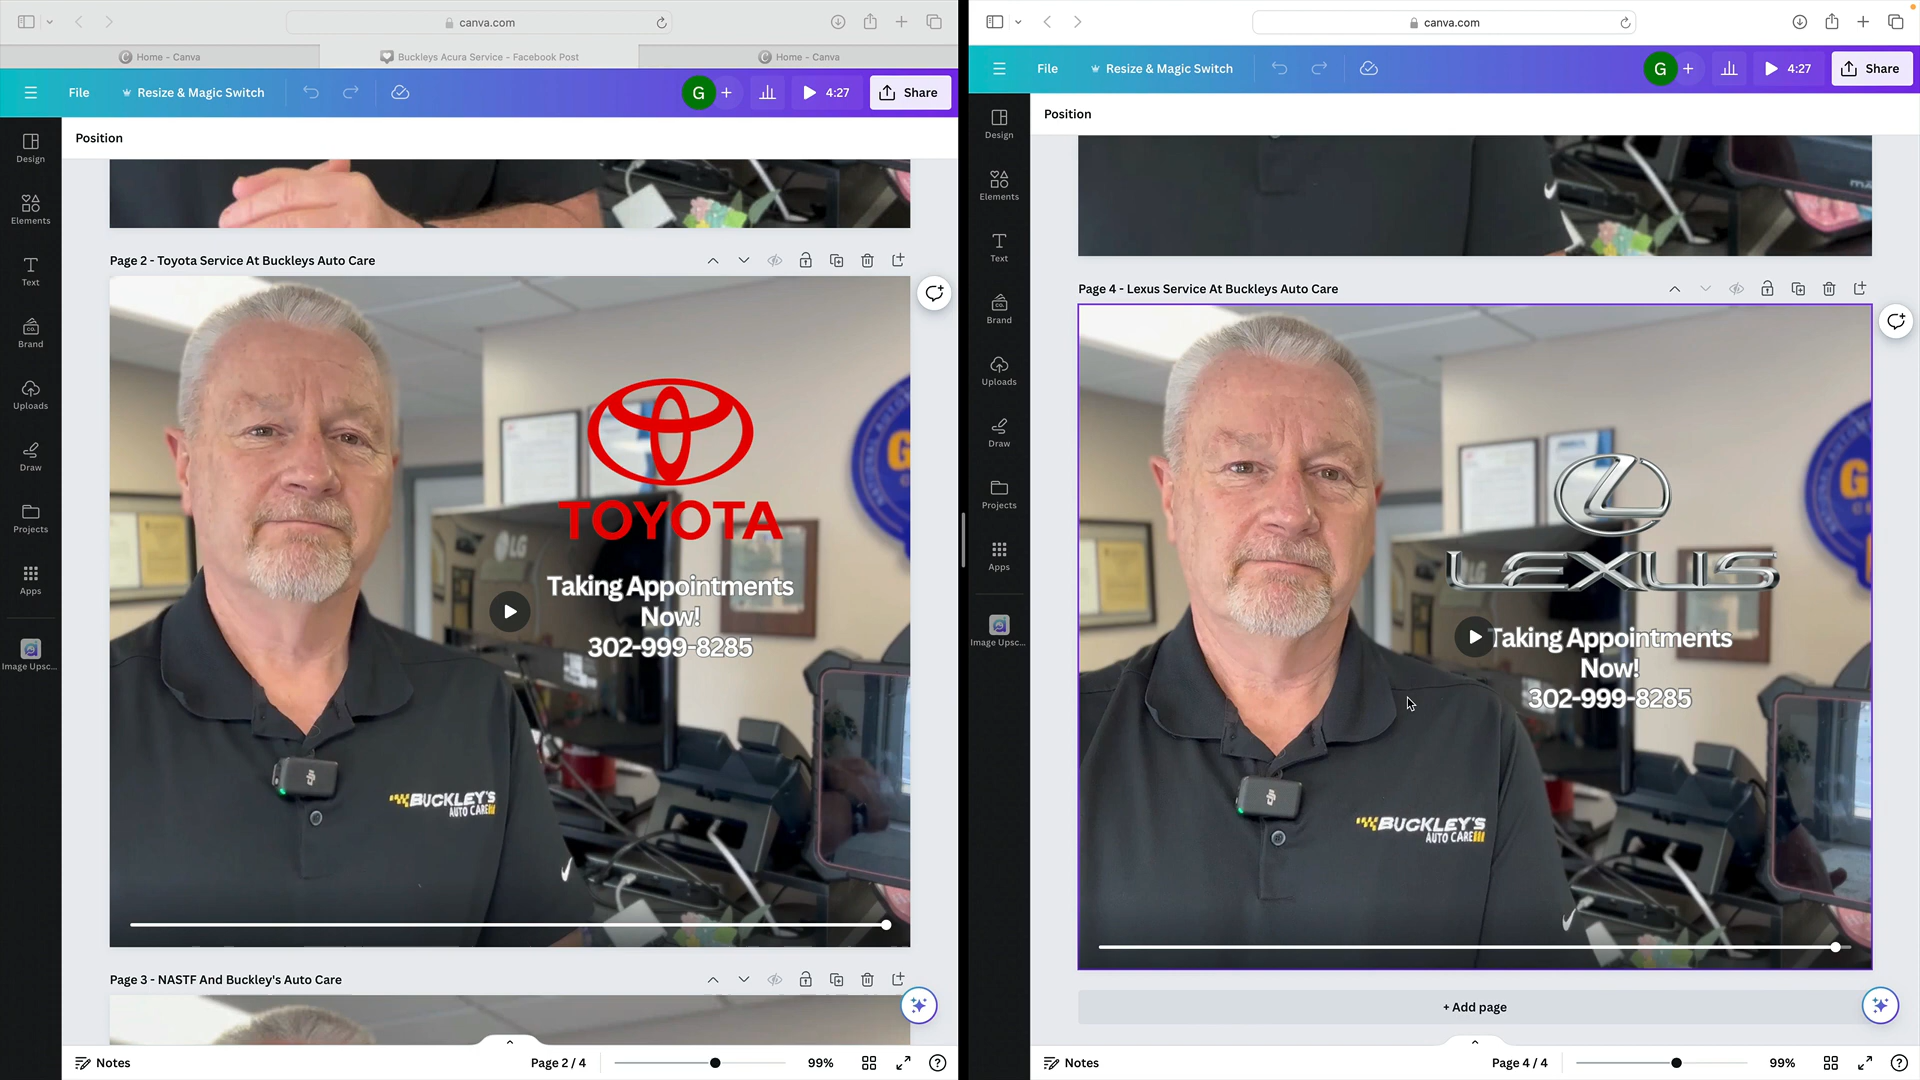 canva.com
Home - Canva
Buckleys Acura Service - Facebook Post
Home - Canva
File
Resize & Magic Switch
G
4:27
Share
Design
Elements
Text
Brand
Uploads
Draw
Projects
Apps
Image Upsc...
Position
Page 2 - Toyota Service At Buckleys Auto Care
TOYOTA
LG
Taking Appointments
Now!
302-999-8285
BUCKLEY'S
AUTO CARE
Page 3 - NASTF And Buckley's Auto Care
Notes
Page 2 / 4
99%
canva.com
File
Resize & Magic Switch
G
4:27
Share
Design
Elements
Text
Brand
Uploads
Draw
Projects
Apps
Image Upsc...
Position
Page 4 - Lexus Service At Buckleys Auto Care
LEXUS
LG
Taking Appointments
Now!
302-999-8285
BUCKLEY'S
AUTO CARE
+ Add page
Notes
Page 4 / 4
99%